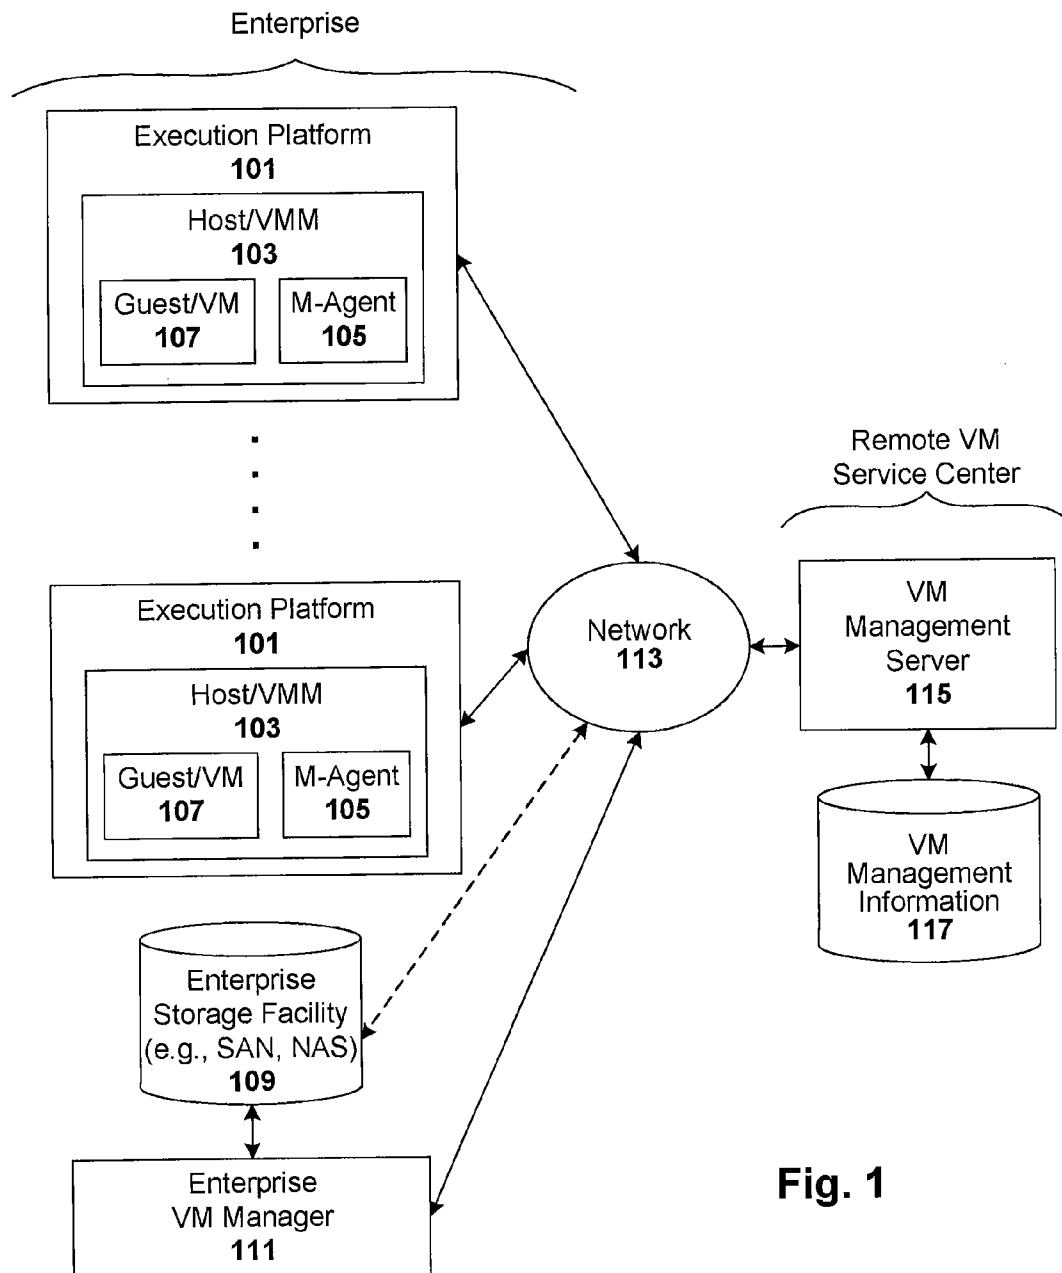 Enterprise
Execution Platform
101
Host/VMM
103
Guest/VM
107
M-Agent
105
Execution Platform
101
Host/VMM
103
Guest/VM
107
M-Agent
105
Enterprise
Storage Facility
(e.g., SAN, NAS)
109
Enterprise
VM Manager
111
Network
113
Remote VM
Service Center
VM
Management
Server
115
VM
Management
Information
117
Fig. 1